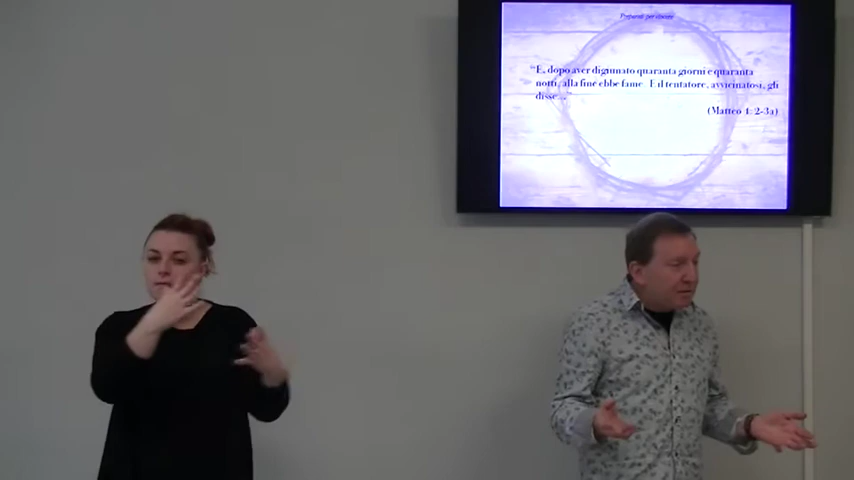 Preparati per vincere
“E, dopo aver digiunato quaranta giorni e quaranta
notti, alla fine ebbe fame. E il tentatore, avvicinatosi, gli
disse…”
(Matteo 4: 2-3a)